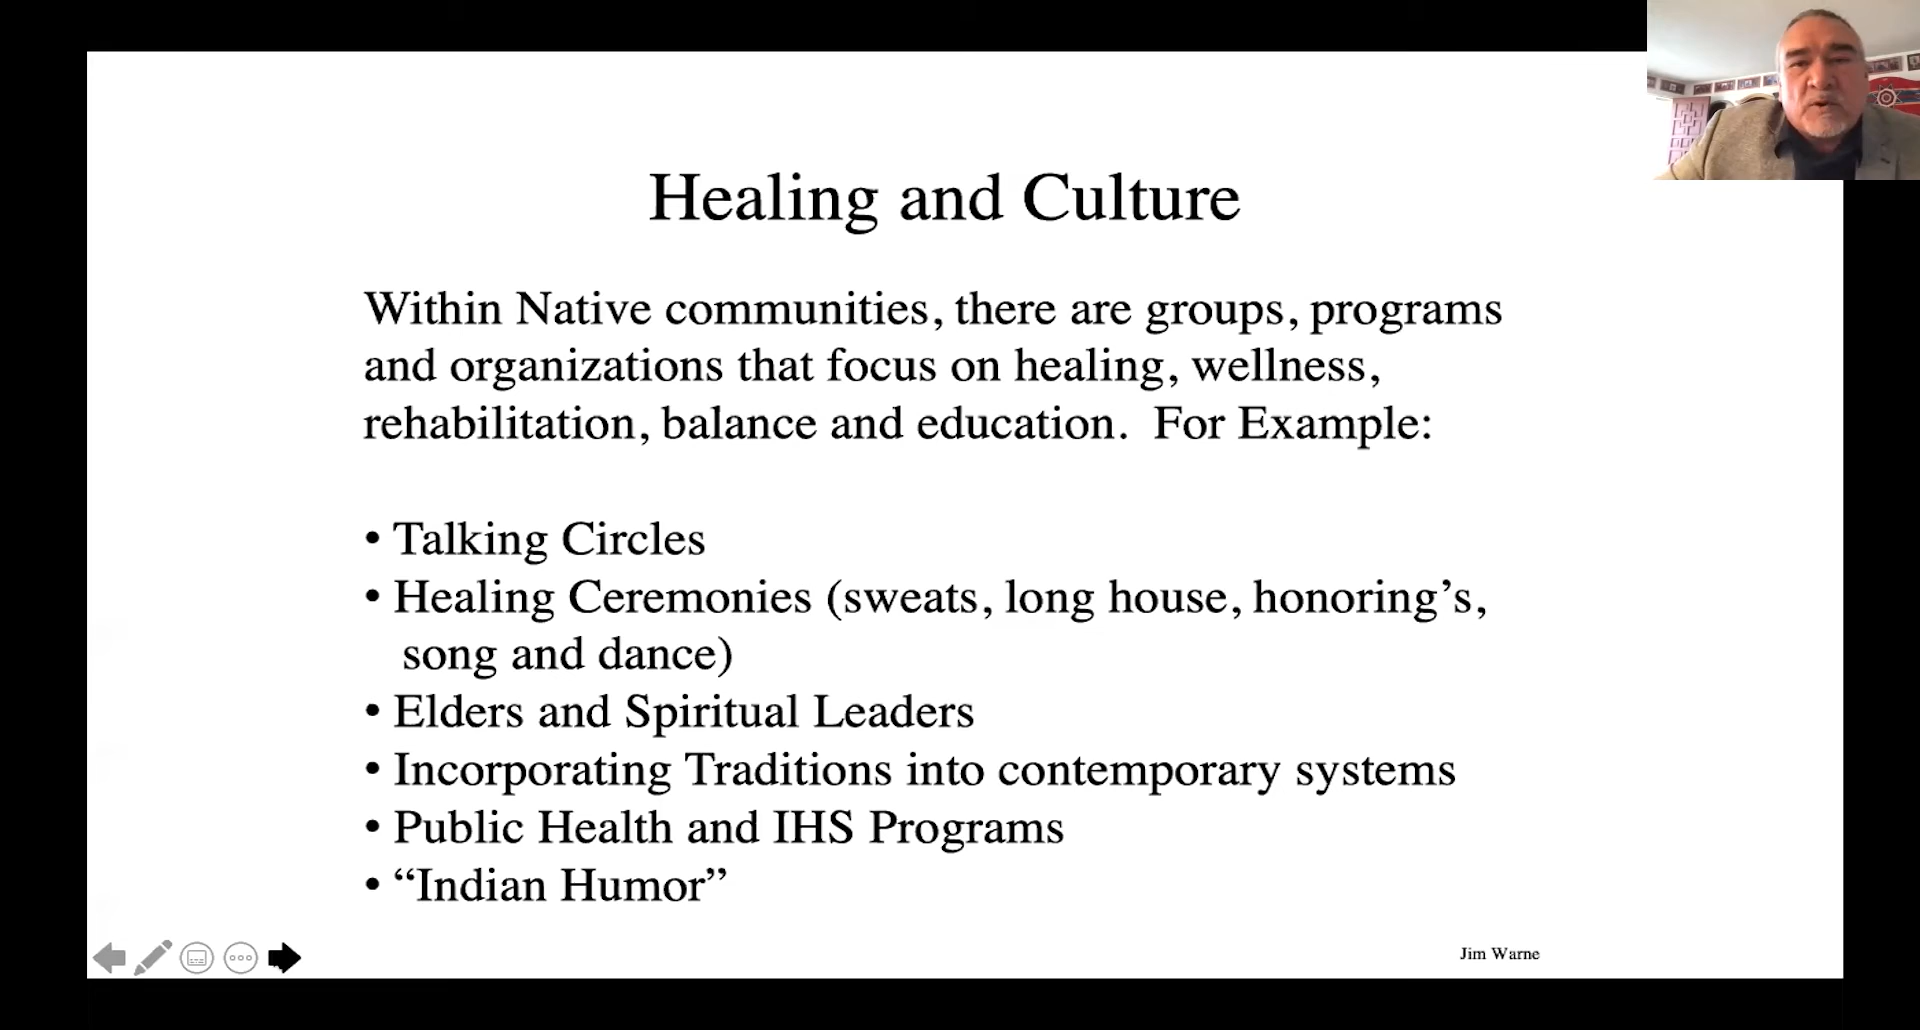 Healing and Culture
Within Native communities, there are groups, programs
and organizations that focus on healing, wellness,
rehabilitation, balance and education.  For Example:
• Talking Circles
• Healing Ceremonies (sweats, long house, honoring’s,
song and dance)
• Elders and Spiritual Leaders
• Incorporating Traditions into contemporary systems
• Public Health and IHS Programs
• “Indian Humor”
Jim Warne